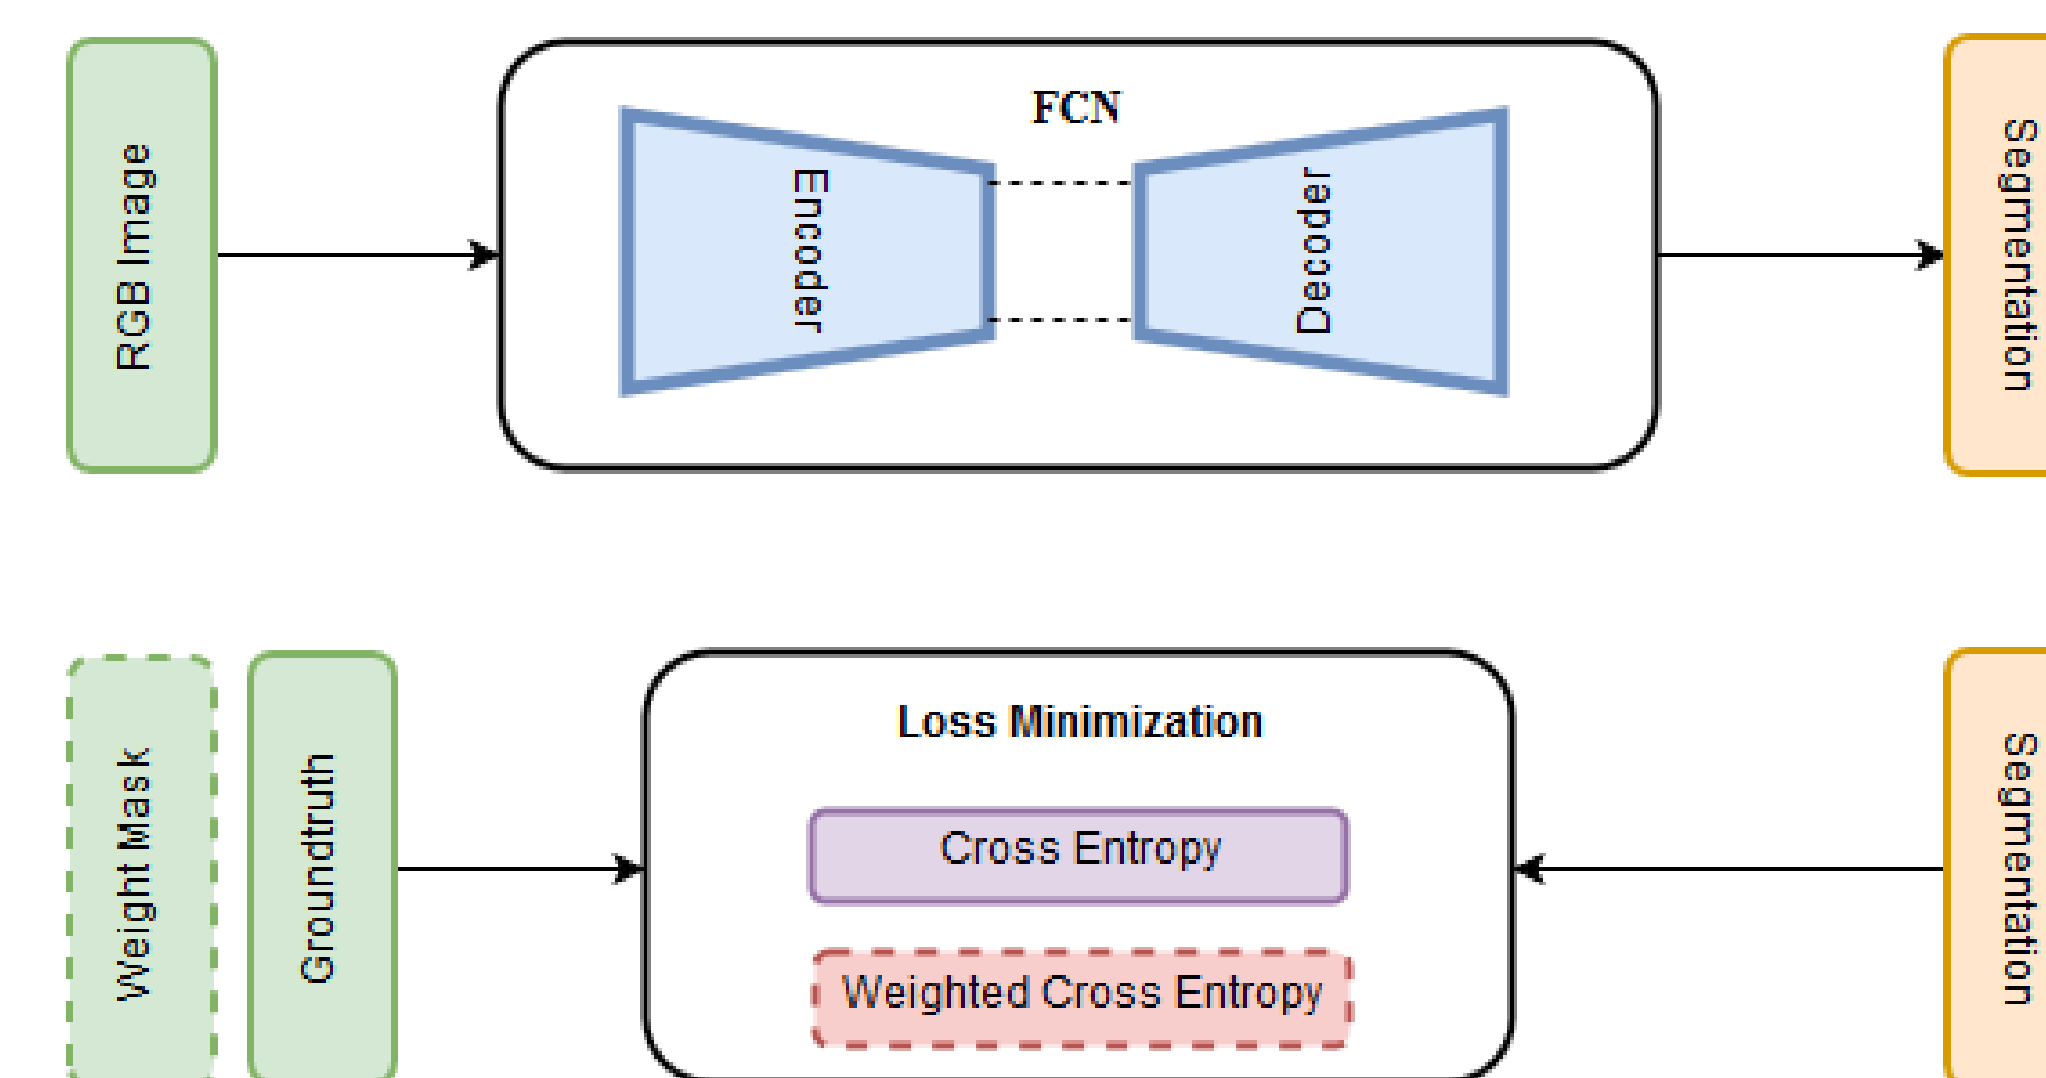 RGB Image
FCN
Encoder
Decoder
Segmentation
Weight Mask
Groundtruth
Loss Minimization
Cross Entropy
Weighted Cross Entropy
Segmentation